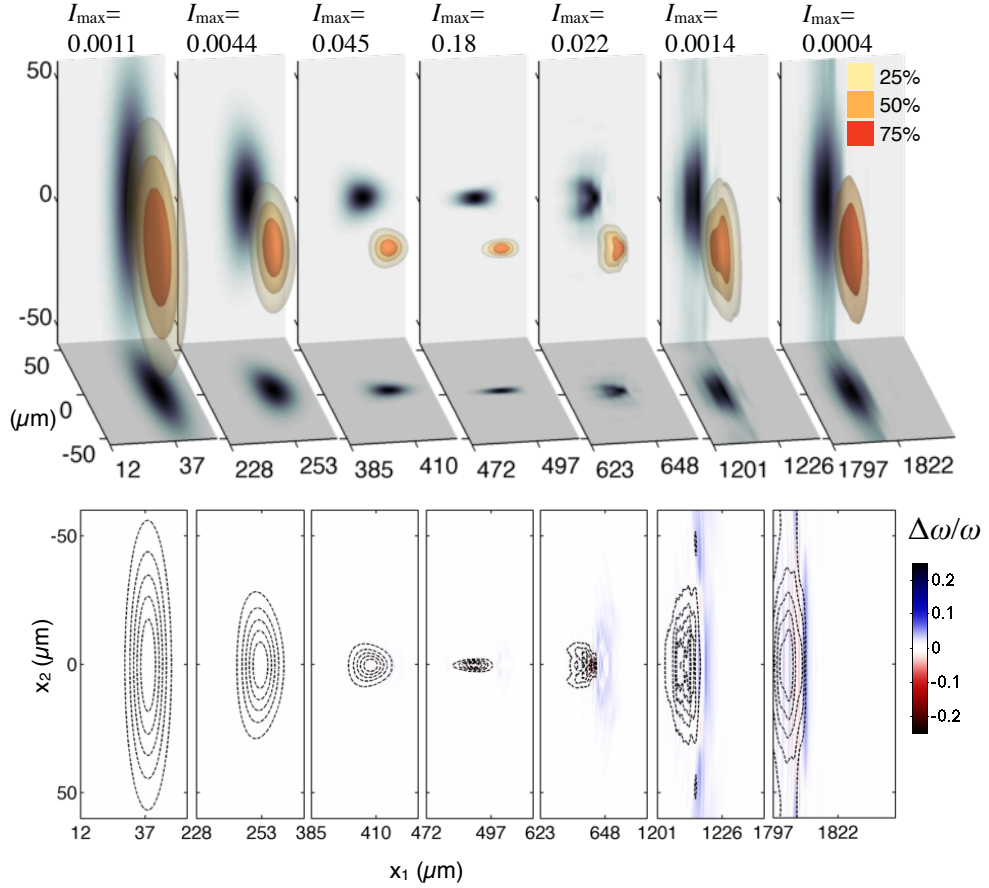 Imax= Imax= Imax= Imax= Imax= Imax= Imax=
0.0011 0.0044 0.045 0.18 0.022 0.0014 0.0004
50
25%
50%
75%
0
-50
50
(μm) 0
-50
12 37 228 253 385 410 472 497 623 648 1201 1226 1797 1822
Δω/ω
-50
0.2
0.1
x2 (μm)
0
0
-0.1
-0.2
50
12 37 228 253 385 410 472 497 623 648 1201 1226 1797 1822
x1 (μm)